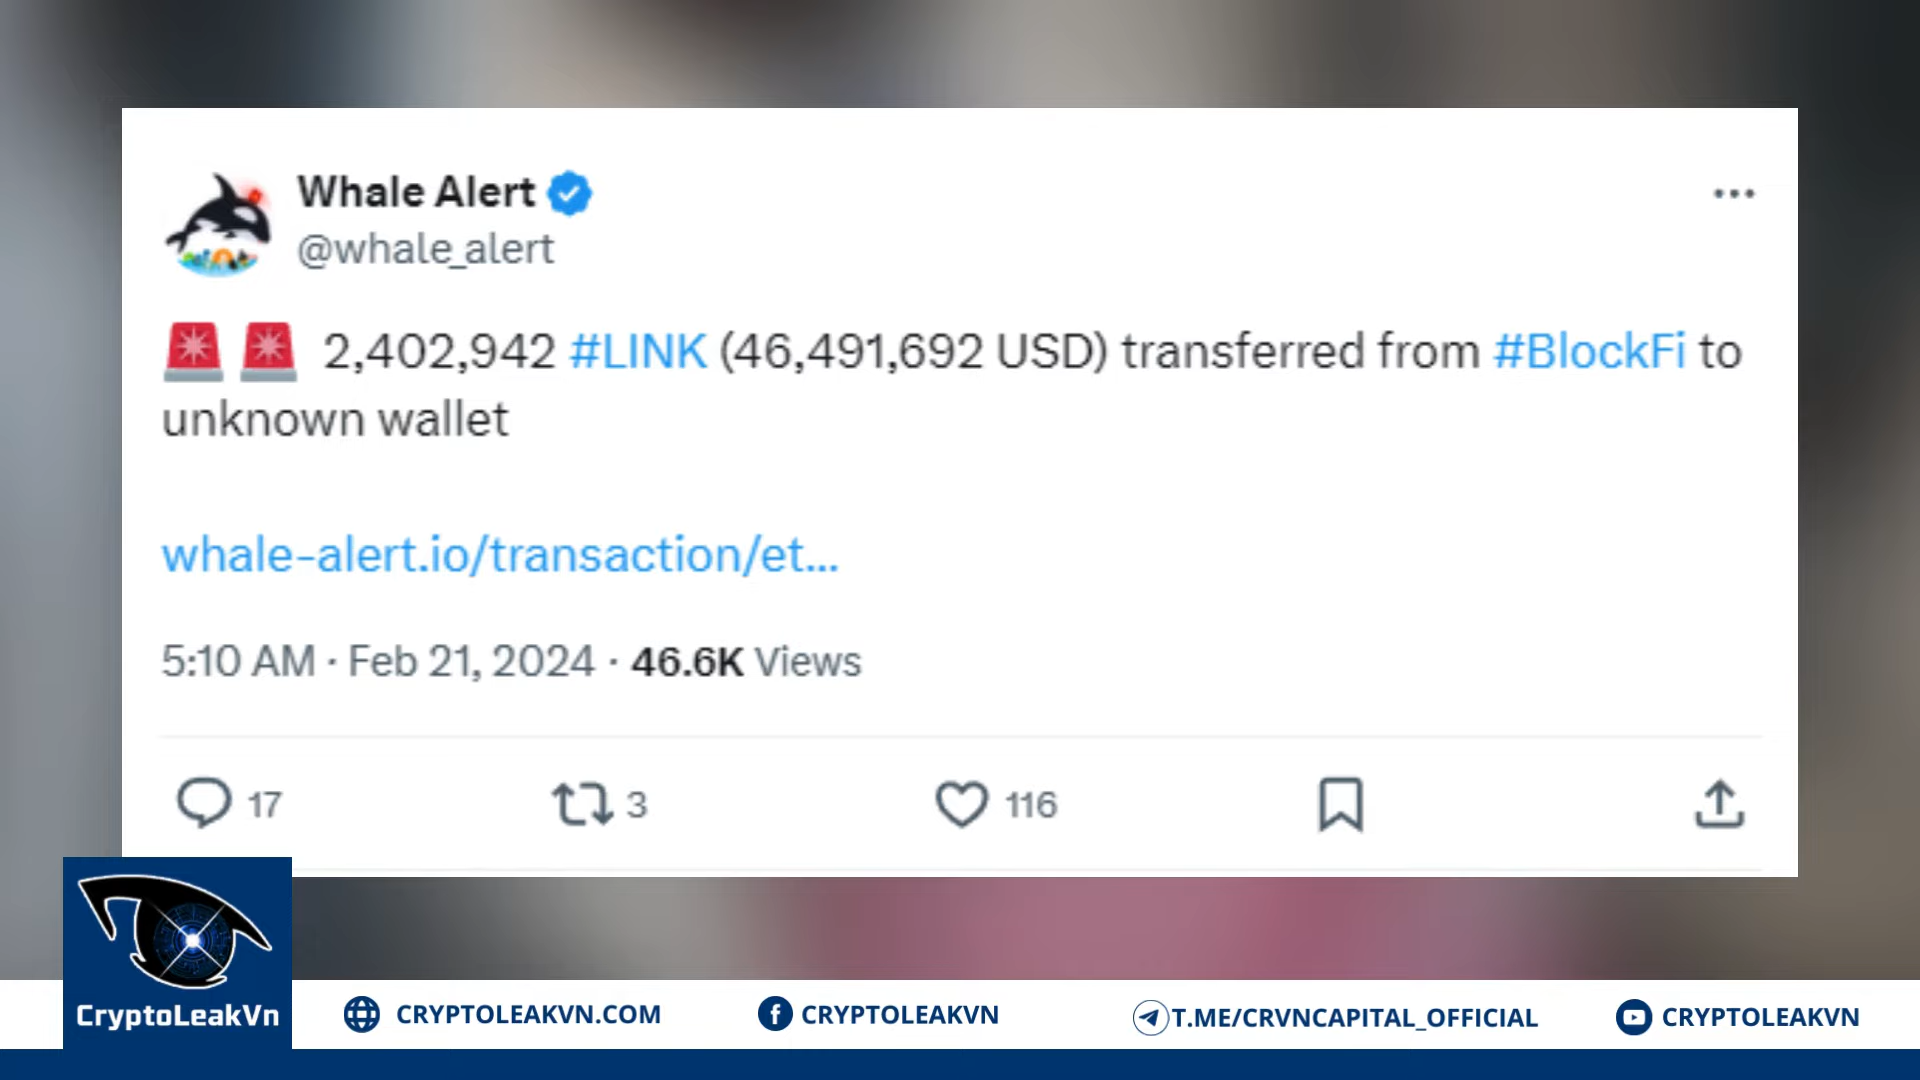 Whale Alert
@whale_alert
🚨 🚨 2,402,942 #LINK (46,491,692 USD) transferred from #BlockFi to
unknown wallet
whale-alert.io/transaction/et...
5:10 AM · Feb 21, 2024 · 46.6K Views
17 3 116
CryptoLeakVn
CRYPTOLEAKVN.COM CRYPTOLEAKVN T.ME/CRVNCAPITAL_OFFICIAL CRYPTOLEAKVN